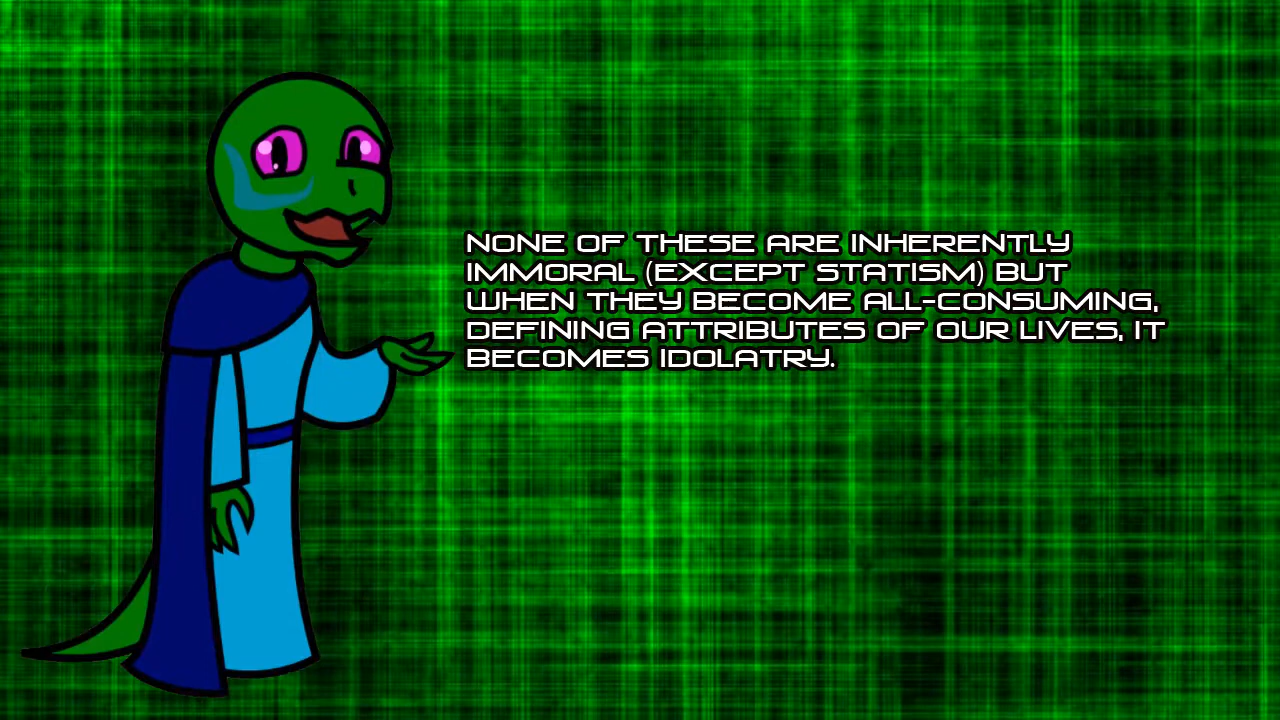 NONE OF THESE ARE INHERENTLY
IMMORAL (EXCEPT STATISM) BUT
WHEN THEY BECOME ALL-CONSUMING,
DEFINING ATTRIBUTES OF OUR LIVES, IT
BECOMES IDOLATRY.